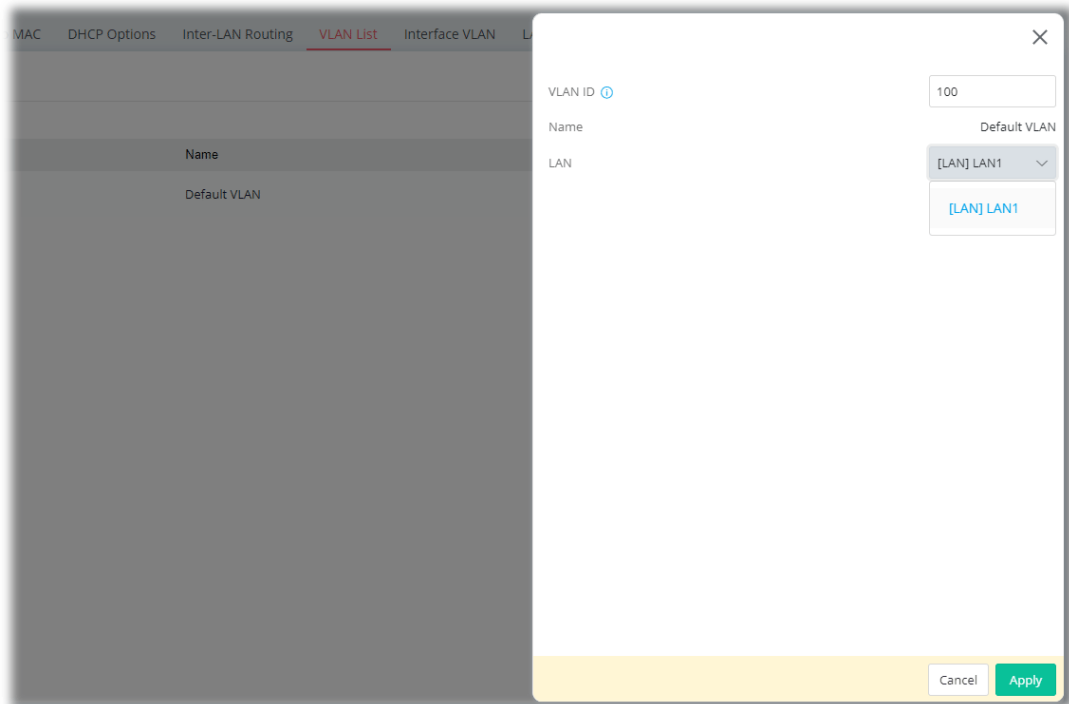 MAC DHCP Options Inter-LAN Routing VLAN List Interface VLAN
Name
Default VLAN
VLAN ID 100
Name Default VLAN
LAN [LAN] LAN1
[LAN] LAN1
Cancel Apply